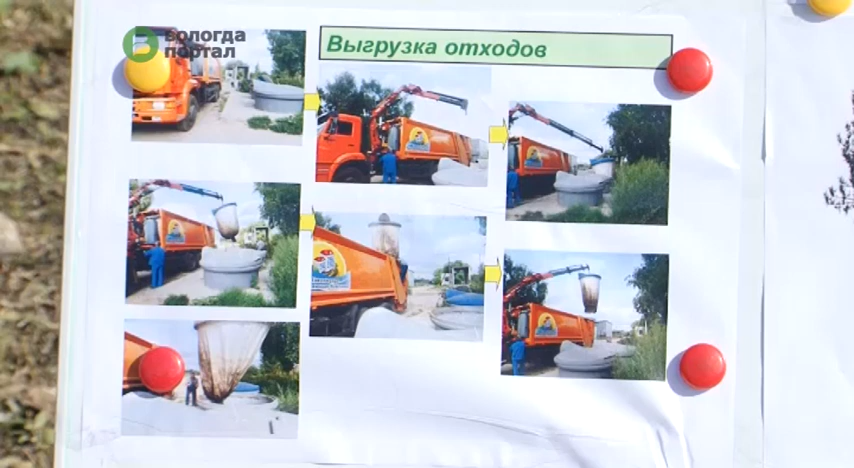 вологда
портал
Выгрузка отходов